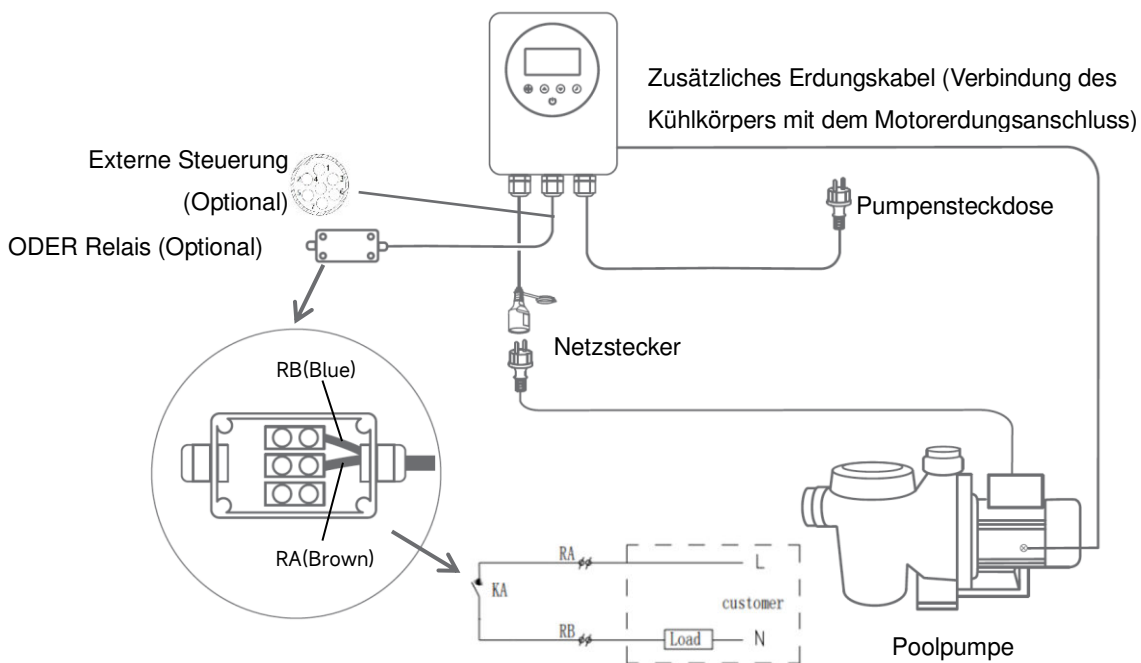 Zusätzliches Erdungskabel (Verbindung des
Kühlkörpers mit dem Motorerdungsanschluss)
Externe Steuerung
(Optional)
ODER Relais (Optional)
Pumpensteckdose
Netzstecker
RB(Blue)
RA(Brown)
RA
L
KA
customer
RB
Load
N
Poolpumpe